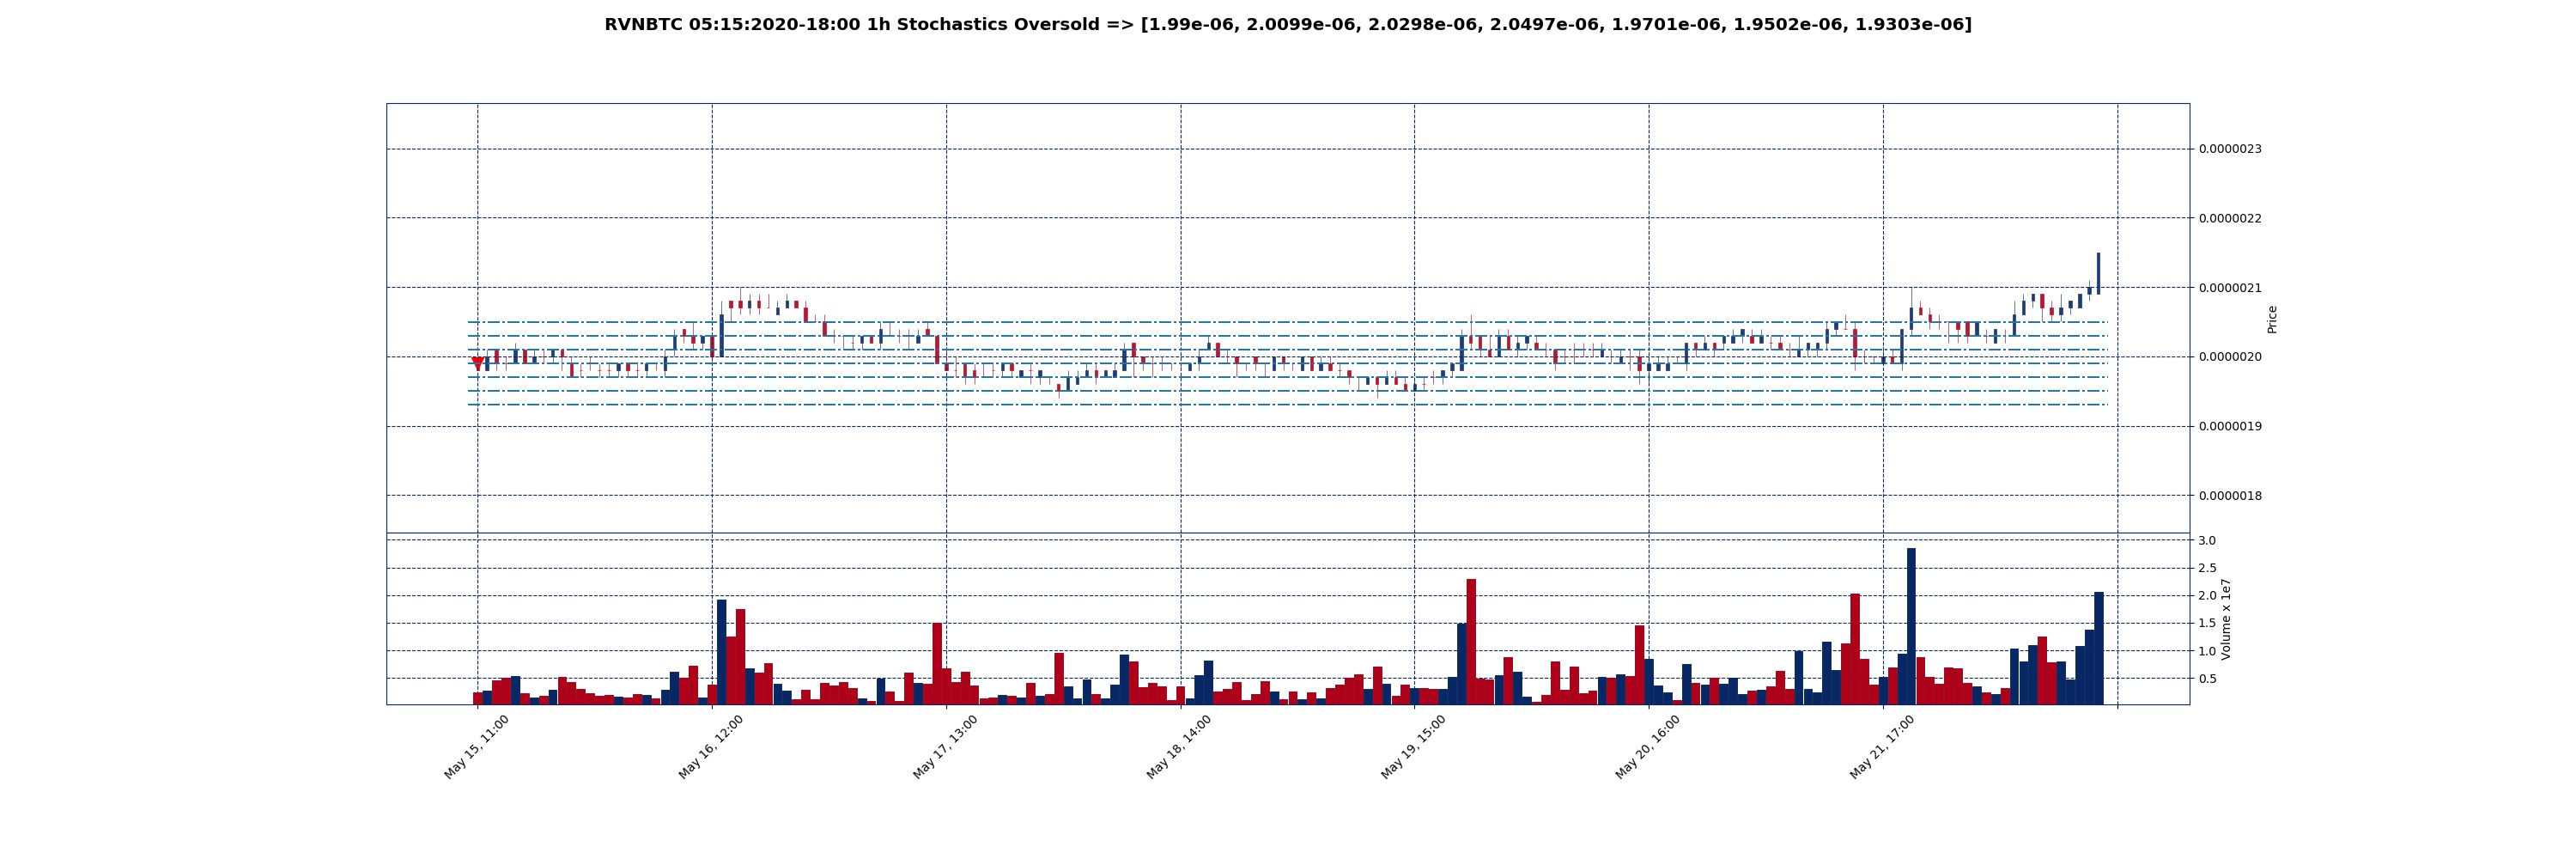 RVNBTC 05:15:2020-18:00 1h Stochastics Oversold => [1.99e-06, 2.0099e-06, 2.0298e-06, 2.0497e-06, 1.9701e-06, 1.9502e-06, 1.9303e-06]
0.0000023
0.0000022
0.0000021
Price
0.0000020
0.0000019
0.0000018
3.0
2.5
2.0
1.5
Volume x 1e7
1.0
0.5
May 15, 11:00
May 16, 12:00
May 17, 13:00
May 18, 14:00
May 19, 15:00
May 20, 16:00
May 21, 17:00